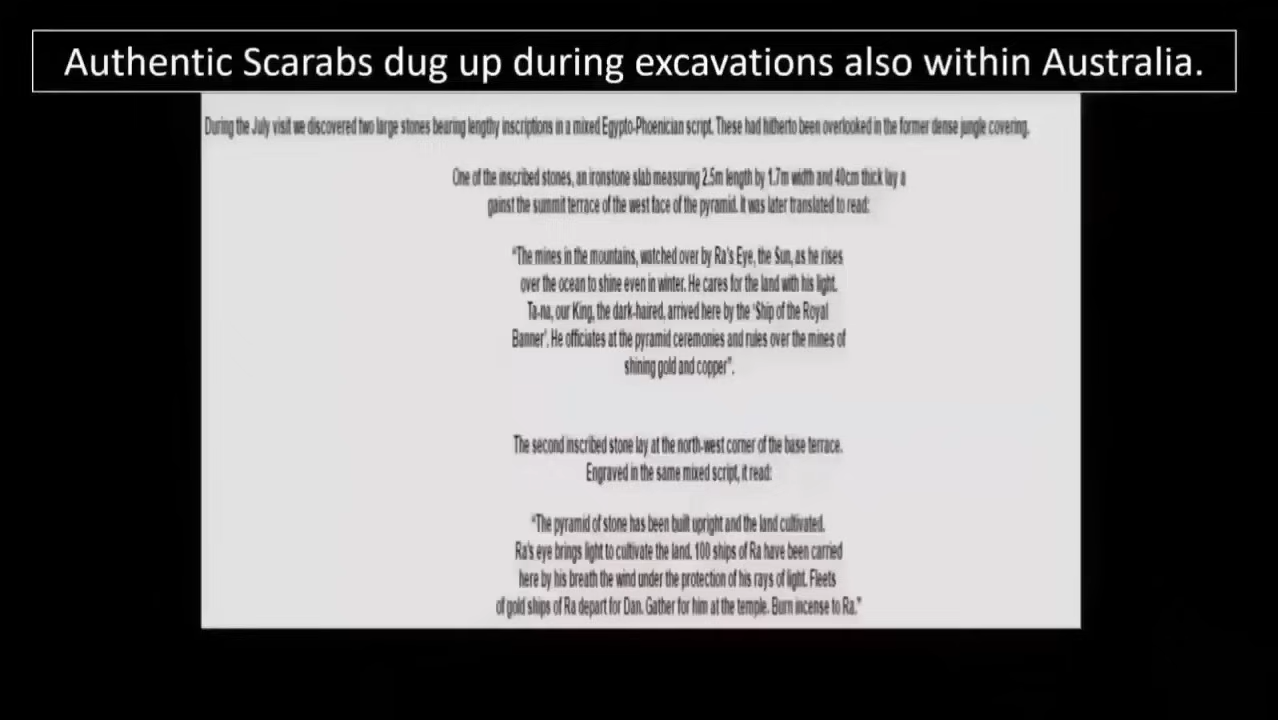 Authentic Scarabs dug up during excavations also within Australia.
During the July visit we discovered two large stones bearing lengthy inscriptions in a mixed Egypto-Phoenician script. These had hitherto been overlooked in the former dense jungle covering.
One of the inscribed stones, an ironstone slab measuring 2.5m length by 1.7m width and 40cm thick lay a
gainst the summit terrace of the west face of the pyramid. It was later translated to read:
"The mines in the mountains, watched over by Ra's Eye, the Sun, as he rises
over the ocean to shine even in winter. He cares for the land with his light.
Ta-na, our King, the dark-haired, arrived here by the 'Ship of the Royal
Banner'. He officiates at the pyramid ceremonies and rules over the mines of
shining gold and copper".
The second inscribed stone lay at the north-west corner of the base terrace.
Engraved in the same mixed script, it read:
"The pyramid of stone has been built upright and the land cultivated.
Ra's eye brings light to cultivate the land. 100 ships of Ra have been carried
here by his breath the wind under the protection of his rays of light. Fleets
of gold ships of Ra depart for Dan. Gather for him at the temple. Burn incense to Ra."